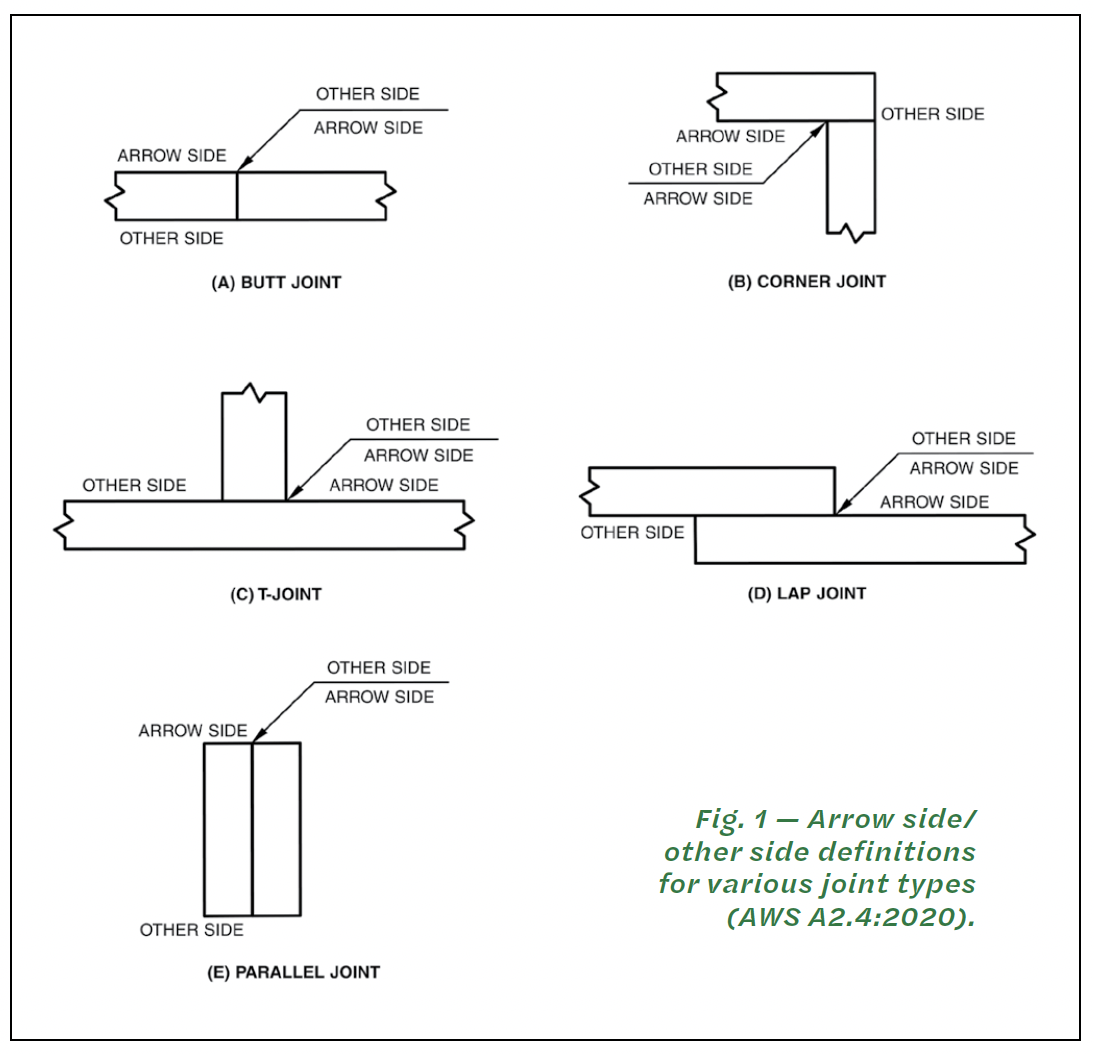 OTHER SIDE
ARROW SIDE
ARROW SIDE
OTHER SIDE
(A) BUTT JOINT
OTHER SIDE
ARROW SIDE
OTHER SIDE
ARROW SIDE
(B) CORNER JOINT
OTHER SIDE
ARROW SIDE
OTHER SIDE
ARROW SIDE
(C) T-JOINT
OTHER SIDE
ARROW SIDE
ARROW SIDE
OTHER SIDE
(D) LAP JOINT
OTHER SIDE
ARROW SIDE
ARROW SIDE
OTHER SIDE
(E) PARALLEL JOINT
Fig. 1 — Arrow side/
other side definitions
for various joint types
(AWS A2.4:2020).